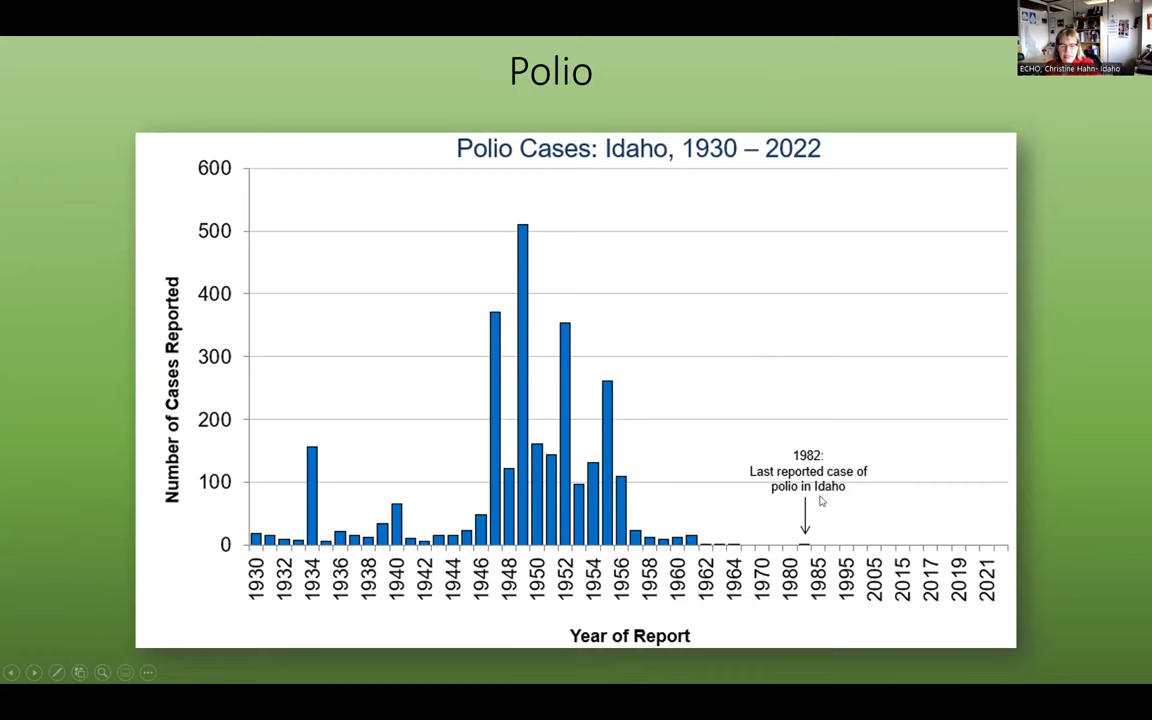 Polio
ECHO, Christine Hahn- Idaho
Polio Cases: Idaho, 1930 – 2022
Number of Cases Reported
600
500
400
300
200
100
0
1982:
Last reported case of
polio in Idaho
1930 1932 1934 1936 1938 1940 1942 1944 1946 1948 1950 1952 1954 1956 1958 1960 1962 1964 1970 1980 1985 1995 2005 2015 2017 2019 2021
Year of Report